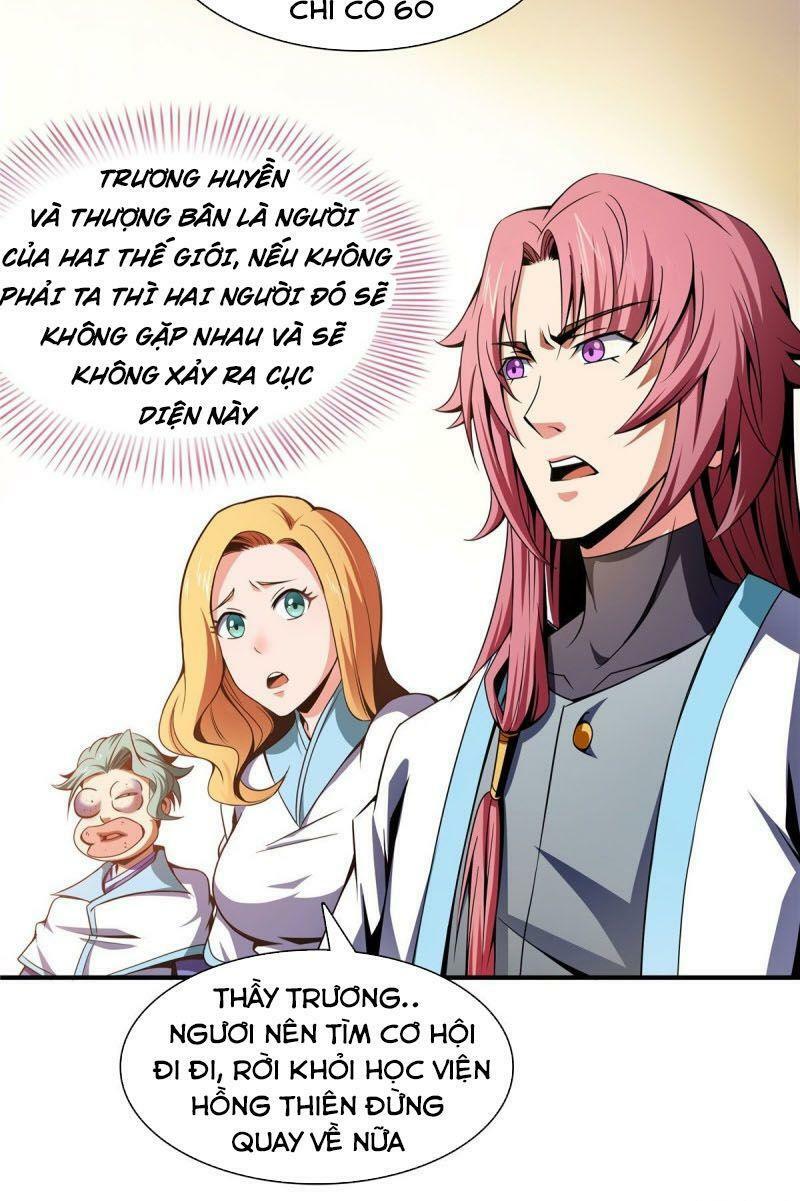 CHỈ CÓ 60
TRƯƠNG HUYỀN
VÀ THƯỢNG BÂN LÀ NGƯỜI
CỦA HAI THẾ GIỚI, NẾU KHÔNG
PHẢI TA THÌ HAI NGƯỜI ĐÓ SẼ
KHÔNG GẶP NHAU VÀ SẼ
KHÔNG XẢY RA CỤC
DIỆN NÀY
THẦY TRƯƠNG..
NGƯƠI NÊN TÌM CƠ HỘI
ĐI ĐI, RỜI KHỎI HỌC VIỆN
HỒNG THIÊN ĐỪNG
QUAY VỀ NỮA